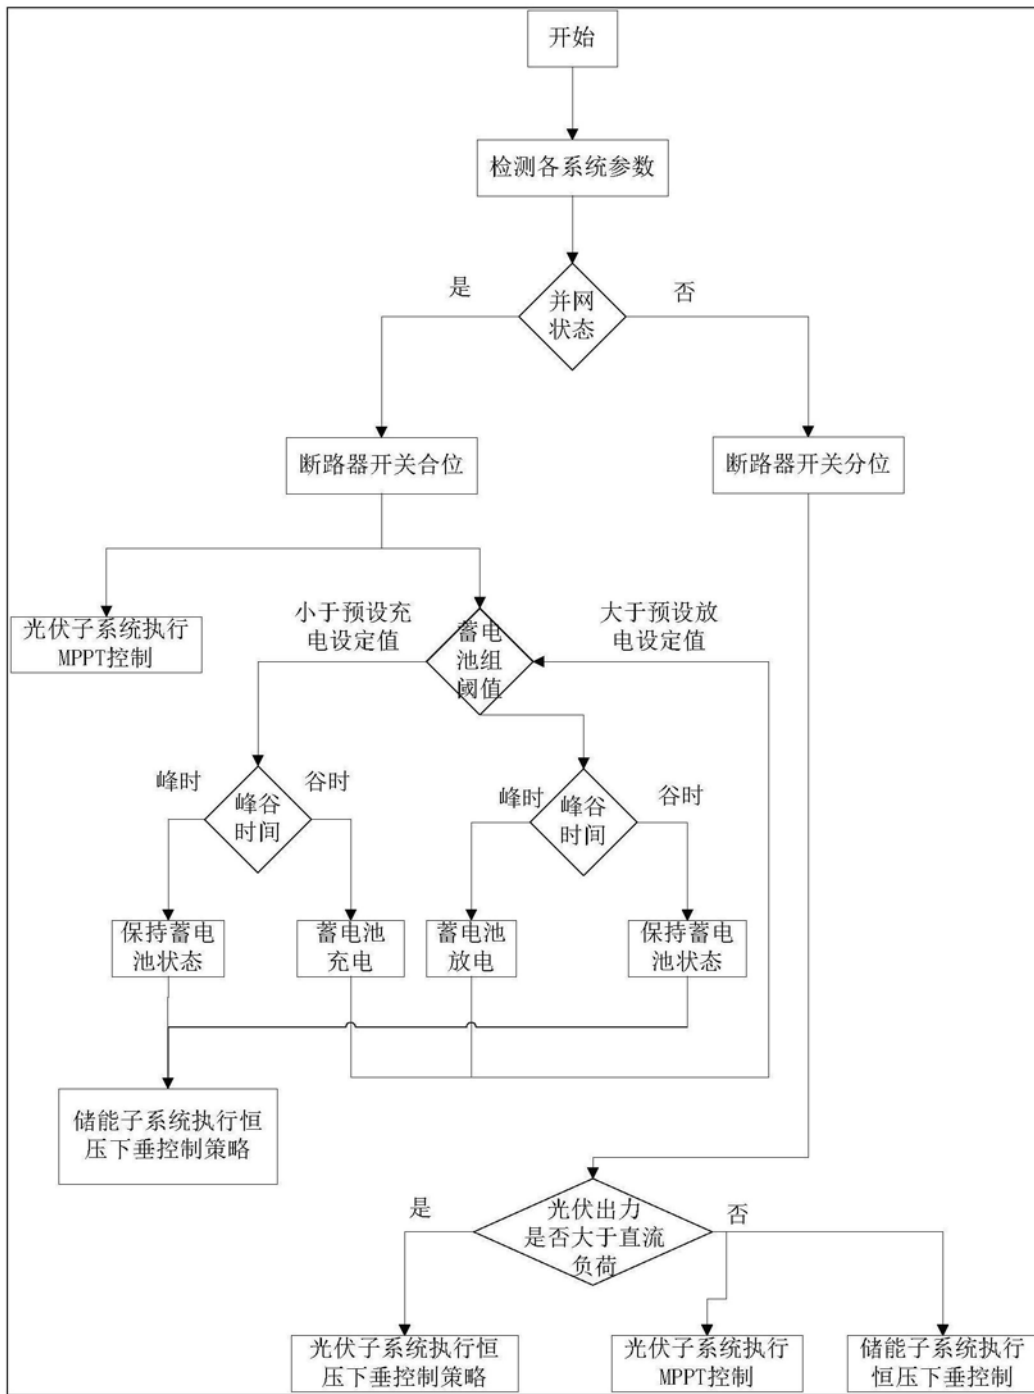 开始
检测各系统参数
是
并网
状态
否
断路器开关合位
断路器开关分位
光伏子系统执行
MPPT控制
小于预设充
电设定值
蓄电
池组
阈值
大于预设放
电设定值
峰时
峰谷
时间
谷时
峰时
峰谷
时间
谷时
保持蓄电
池状态
蓄电池
充电
蓄电池
放电
保持蓄电
池状态
储能子系统执行恒
压下垂控制策略
是
光伏出力
是否大于直流
负荷
否
光伏子系统执行恒
压下垂控制策略
光伏子系统执行
MPPT控制
储能子系统执行
恒压下垂控制